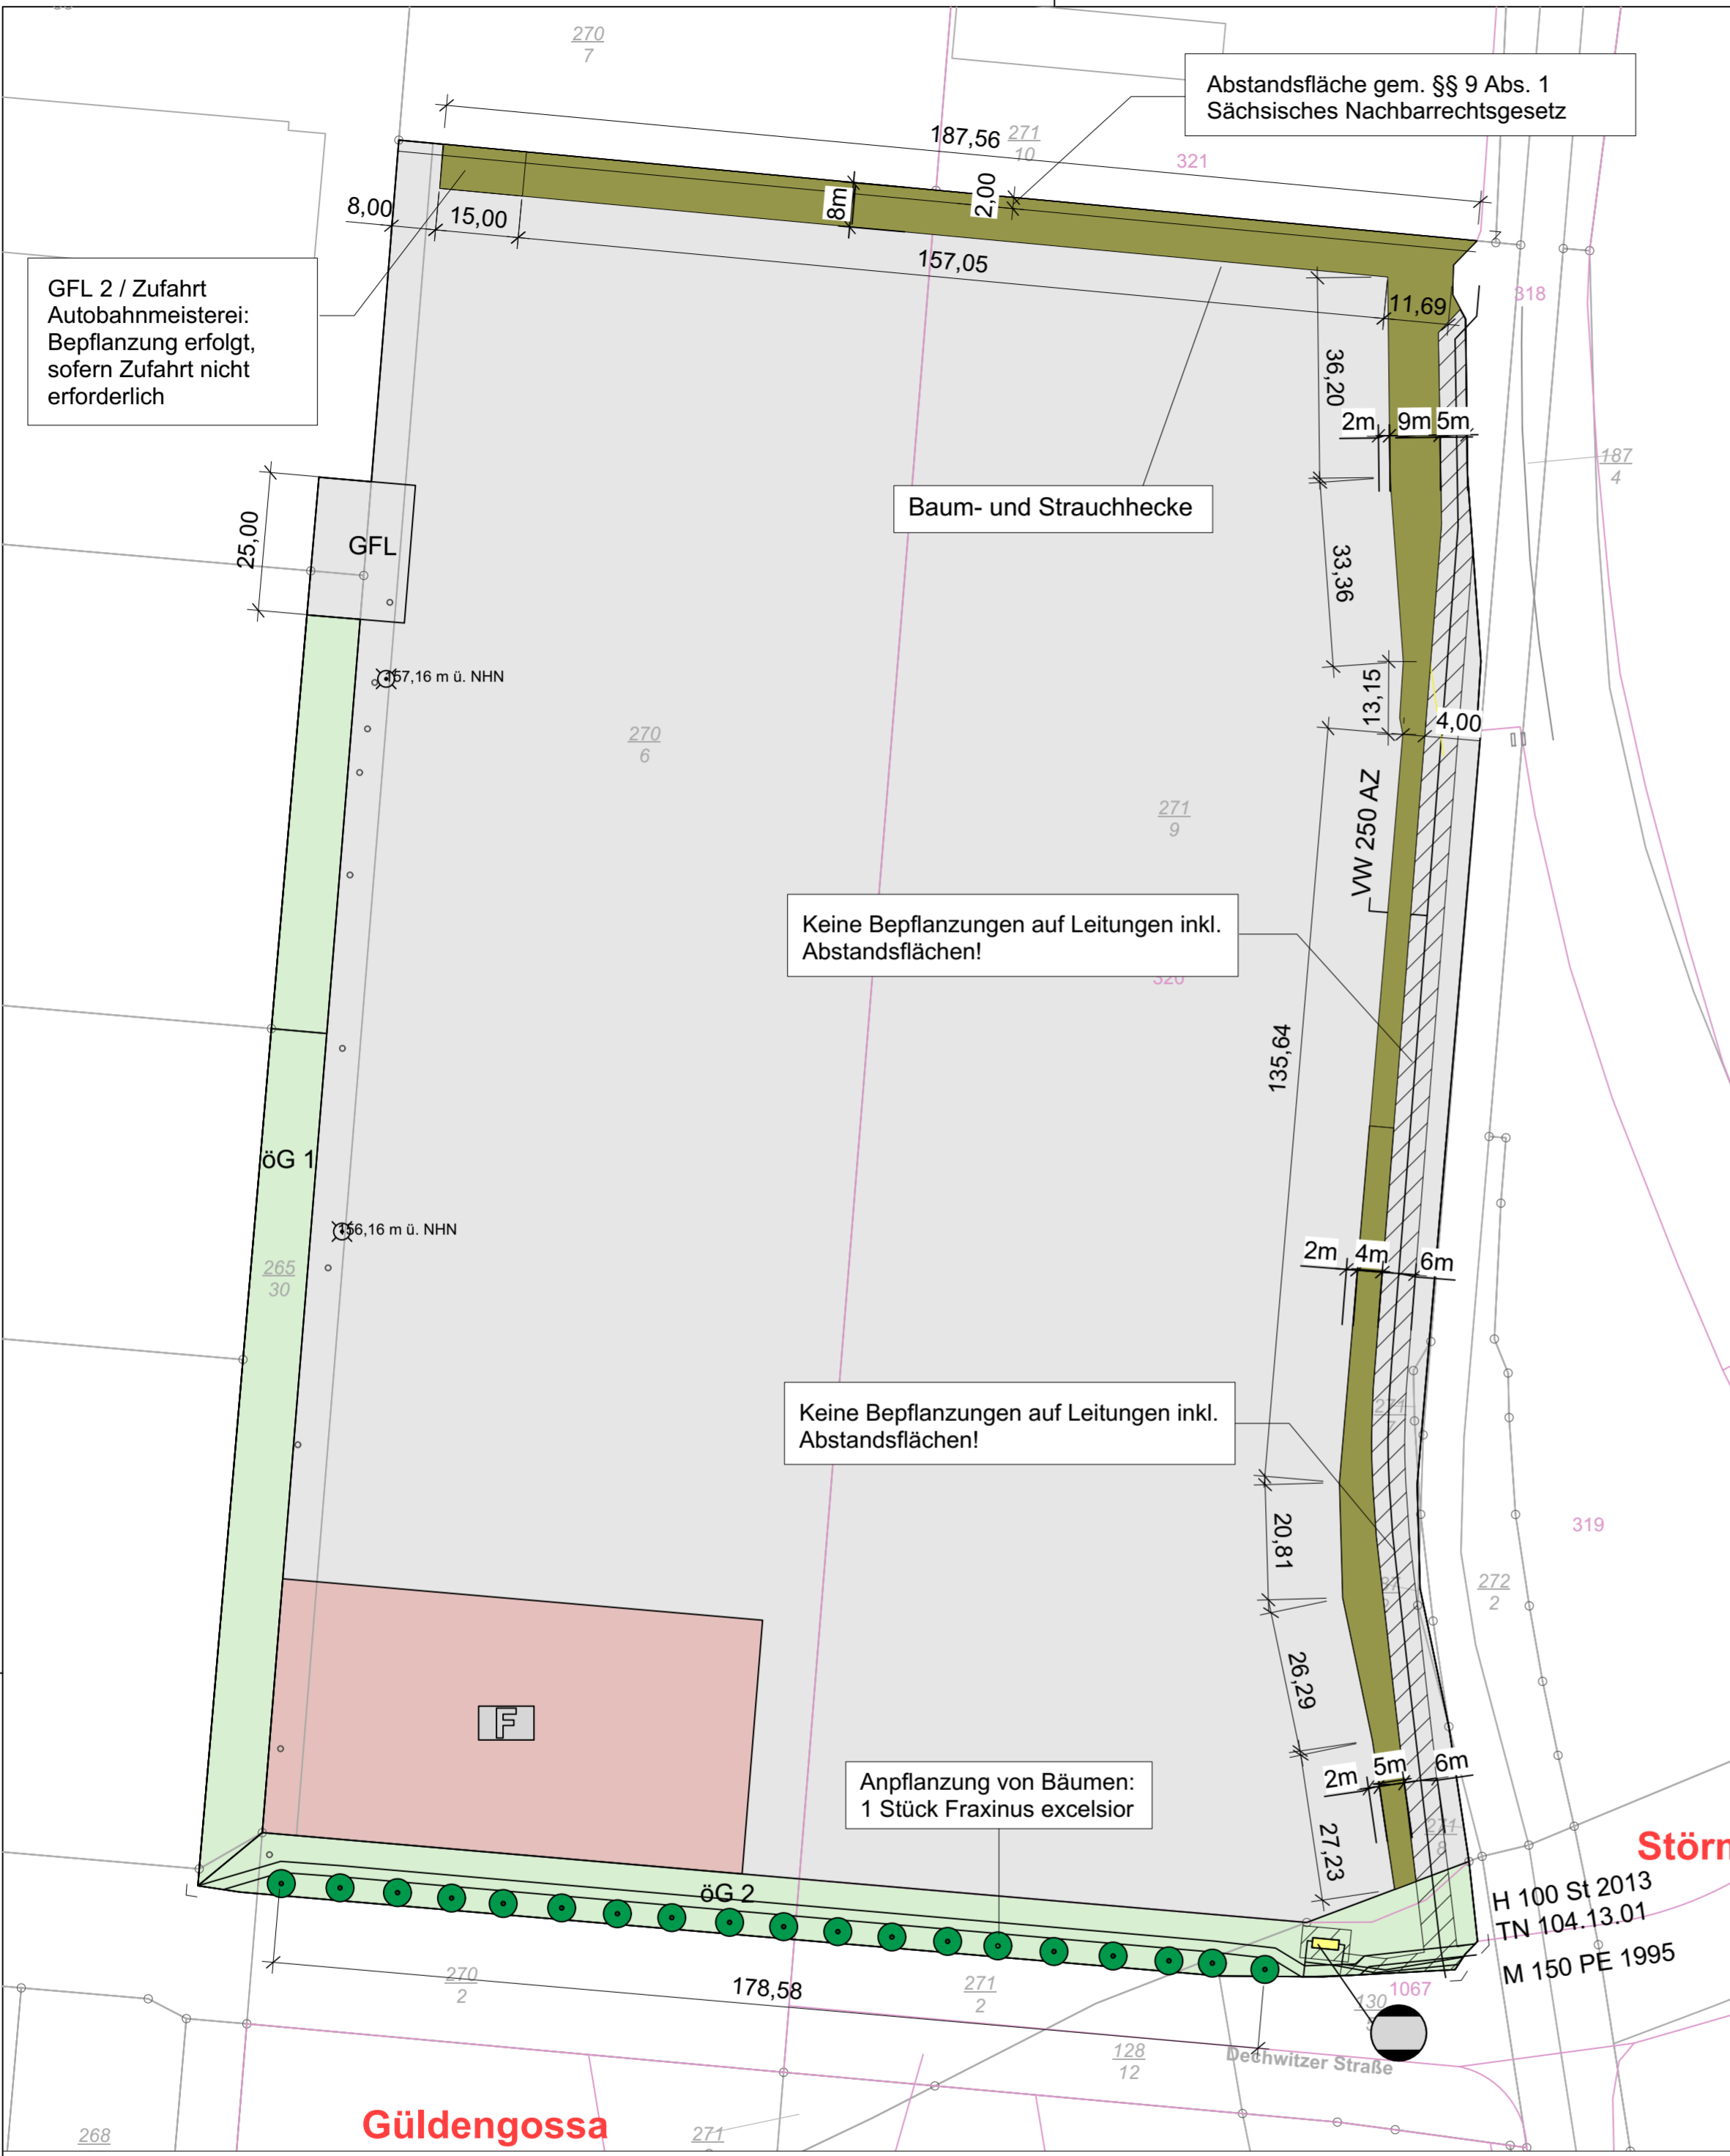 270
7
Abstandsfläche gem. §§ 9 Abs. 1
Sächsisches Nachbarrechtsgesetz
187,56
271
10
321
8,00
15,00
8m
2,00
157,05
11,69
318
GFL 2 / Zufahrt
Autobahnmeisterei:
Bepflanzung erfolgt,
sofern Zufahrt nicht
erforderlich
36,20
2m
9m
5m
187
4
Baum- und Strauchhecke
25,00
GFL
33,36
157,16 m ü. NHN
13,15
4,00
270
6
271
9
VW 250 AZ
Keine Bepflanzungen auf Leitungen inkl.
Abstandsflächen!
320
135,64
öG 1
156,16 m ü. NHN
265
30
2m
4m
6m
Keine Bepflanzungen auf Leitungen inkl.
Abstandsflächen!
271
7
319
20,81
272
2
26,29
F
2m
5m
6m
Anpflanzung von Bäumen:
1 Stück Fraxinus excelsior
27,23
271
8
Störm
öG 2
H 100 St 2013
TN 104.13.01
M 150 PE 1995
178,58
270
2
271
2
1067
130
128
12
Dechwitzer Straße
Güldengossa
268
271